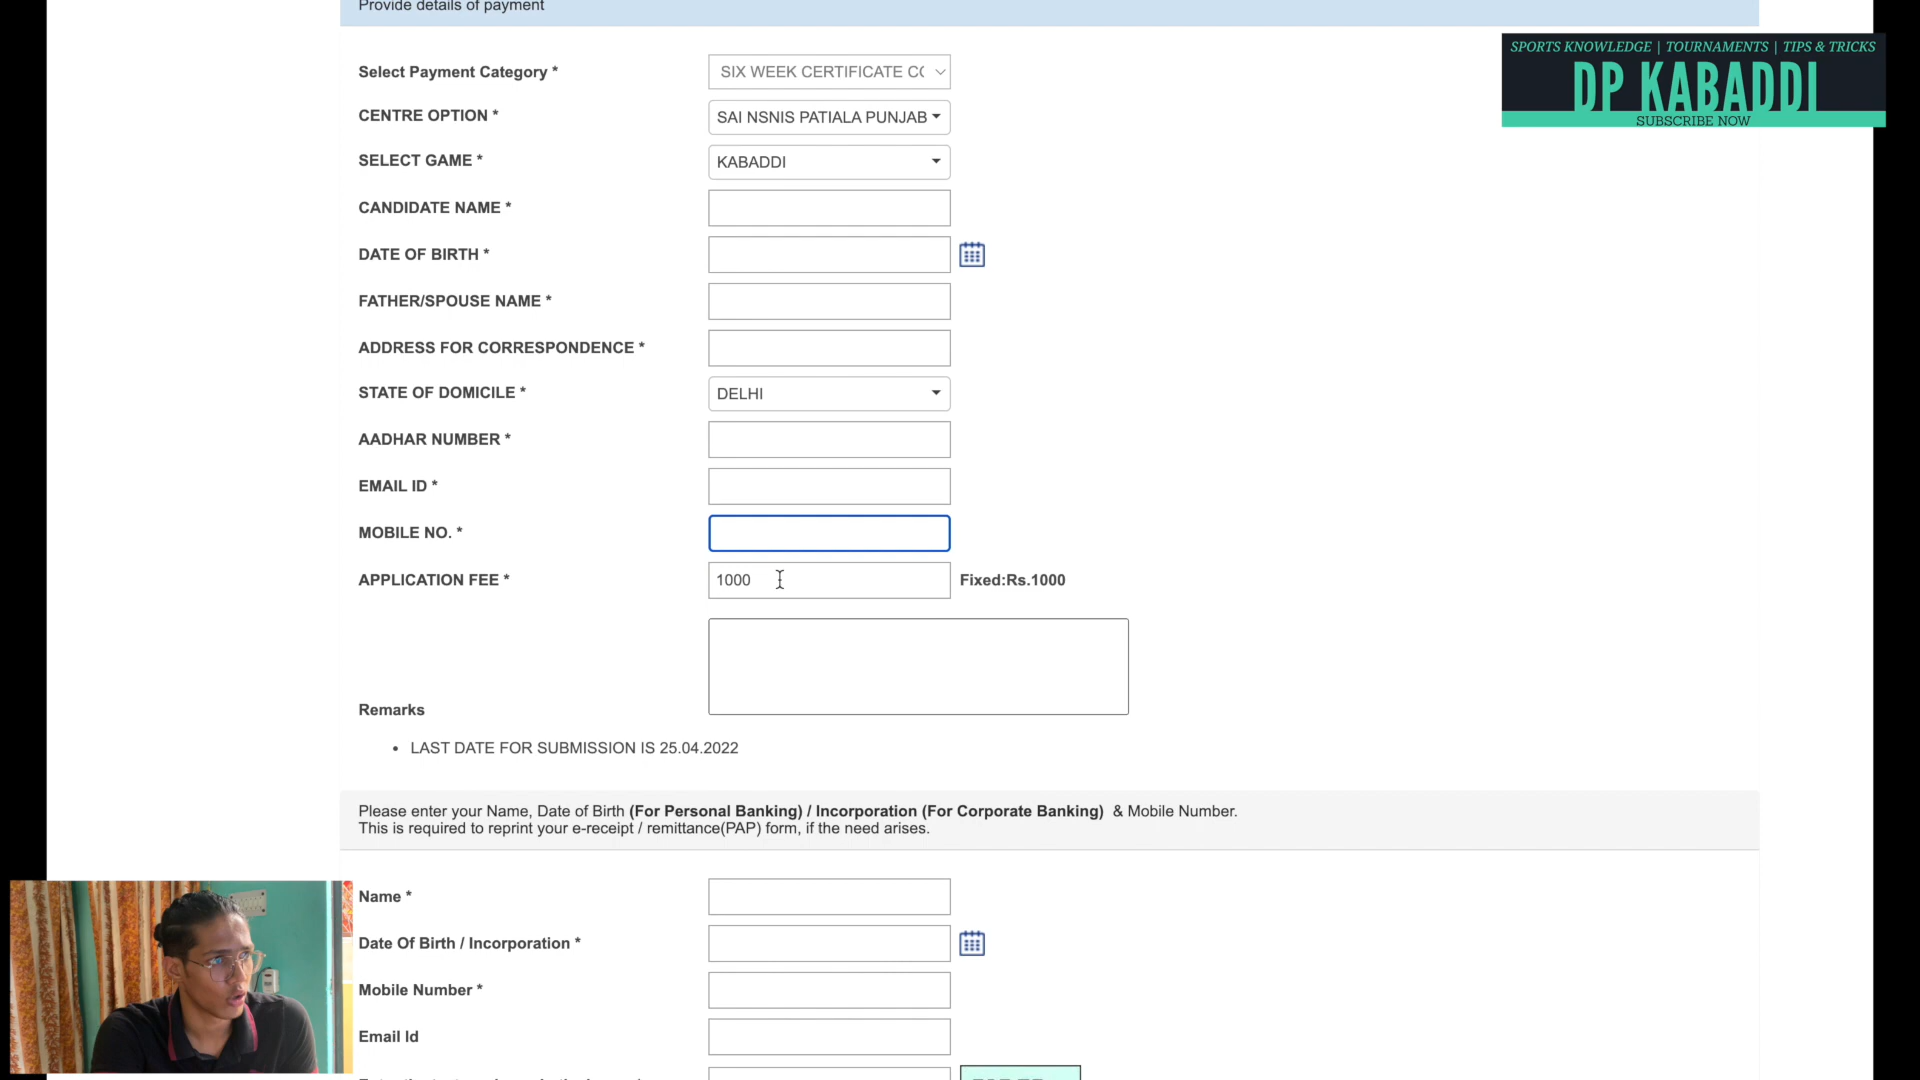 Provide details of payment
SPORTS KNOWLEDGE | TOURNAMENTS | TIPS & TRICKS
DP KABADDI
SUBSCRIBE NOW
Select Payment Category * SIX WEEK CERTIFICATE CO
CENTRE OPTION * SAI NSNIS PATIALA PUNJAB
SELECT GAME * KABADDI
CANDIDATE NAME *
DATE OF BIRTH *
FATHER/SPOUSE NAME *
ADDRESS FOR CORRESPONDENCE *
STATE OF DOMICILE * DELHI
AADHAR NUMBER *
EMAIL ID *
MOBILE NO. *
APPLICATION FEE * 1000 Fixed:Rs.1000
Remarks
• LAST DATE FOR SUBMISSION IS 25.04.2022
Please enter your Name, Date of Birth (For Personal Banking) / Incorporation (For Corporate Banking) & Mobile Number.
This is required to reprint your e-receipt / remittance(PAP) form, if the need arises.
Name *
Date Of Birth / Incorporation *
Mobile Number *
Email Id